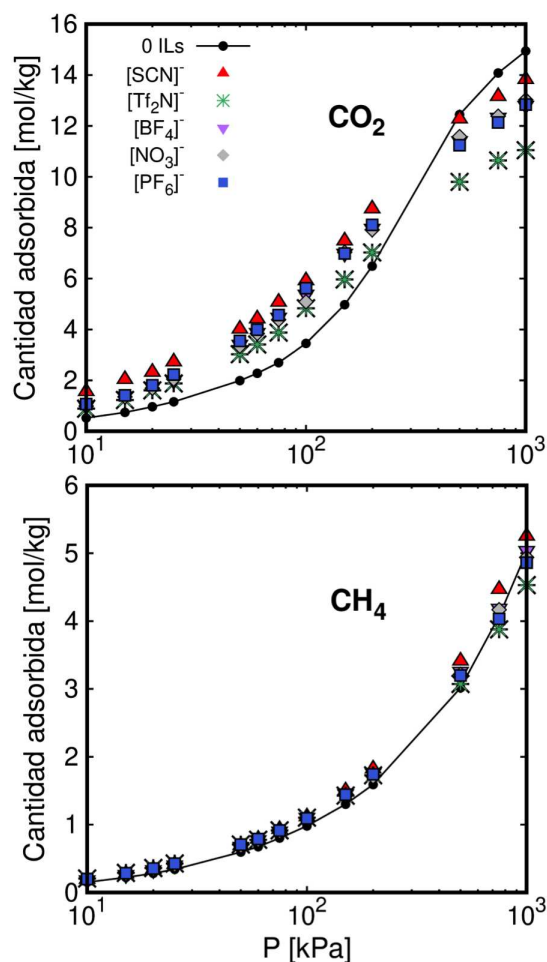 16
14
12
10
8
6
4
2
0
Cantidad adsorbida [mol/kg]
0 ILs
[SCN]⁻
[Tf₂N]⁻
[BF₄]⁻
[NO₃]⁻
[PF₆]⁻
CO₂
10¹ 10² 10³
6
5
4
3
2
1
0
Cantidad adsorbida [mol/kg]
CH₄
10¹ 10² 10³
P [kPa]